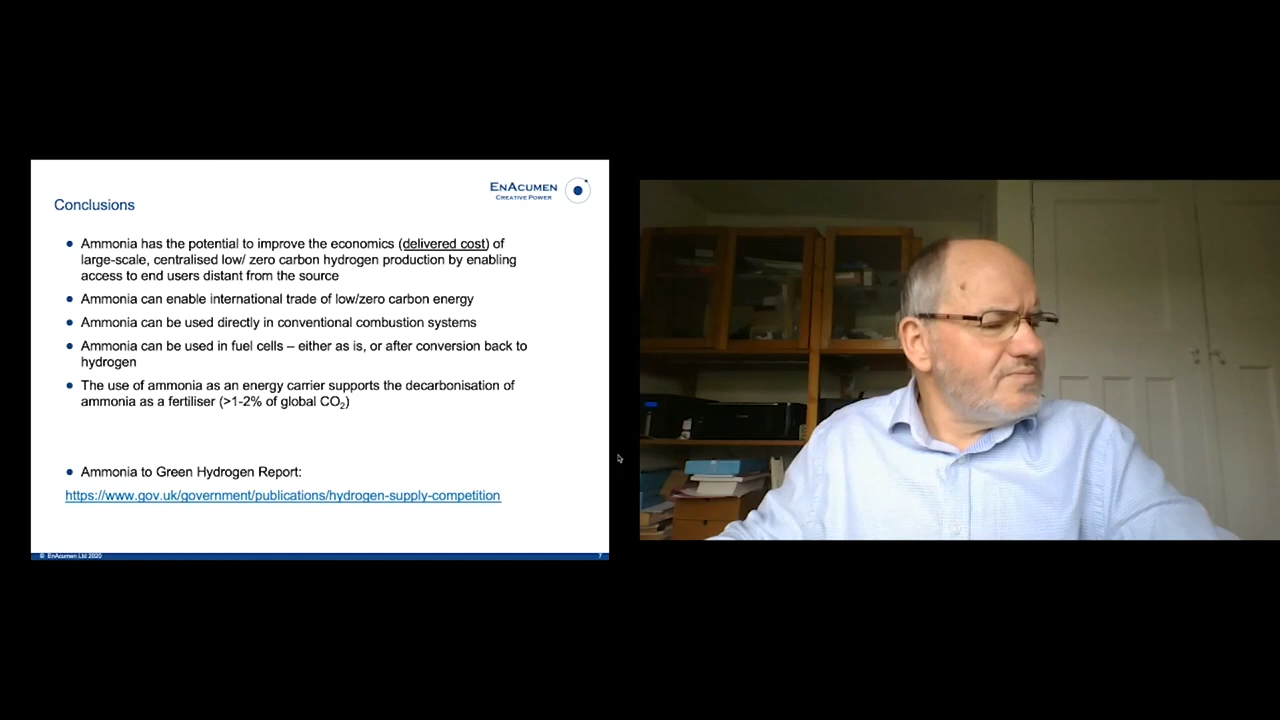 ENACUMEN
CREATIVE POWER
Conclusions
● Ammonia has the potential to improve the economics (delivered cost) of
large-scale, centralised low/ zero carbon hydrogen production by enabling
access to end users distant from the source
● Ammonia can enable international trade of low/zero carbon energy
● Ammonia can be used directly in conventional combustion systems
● Ammonia can be used in fuel cells – either as is, or after conversion back to
hydrogen
● The use of ammonia as an energy carrier supports the decarbonisation of
ammonia as a fertiliser (>1-2% of global CO₂)
● Ammonia to Green Hydrogen Report:
https://www.gov.uk/government/publications/hydrogen-supply-competition
© EnAcumen Ltd 2020
7